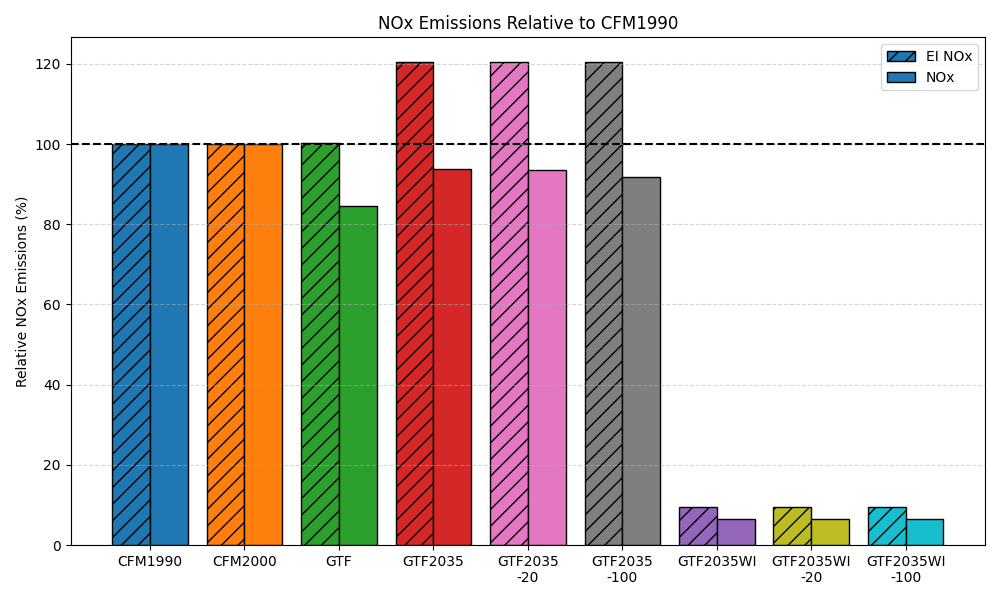 NOx Emissions Relative to CFM1990
EI NOx
NOx
Relative NOx Emissions (%)
120
100
80
60
40
20
0
CFM1990
CFM2000
GTF
GTF2035
GTF2035
-20
GTF2035
-100
GTF2035WI
GTF2035WI
-20
GTF2035WI
-100